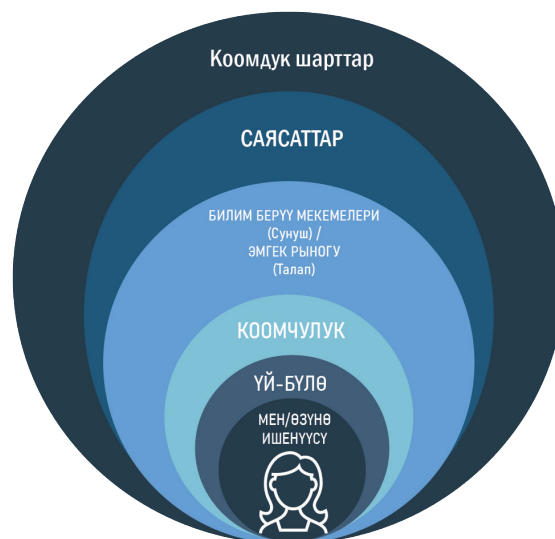 Коомдук шарттар
САЯСАТТАР
БИЛИМ БЕРҮҮ МЕКЕМЕЛЕРИ
(Сунуш) /
ЭМГЕК РЫНОГУ
(Талап)
КООМЧУЛУК
ҮЙ-БҮЛӨ
МЕН/ӨЗҮНӨ
ИШЕНҮҮСҮ